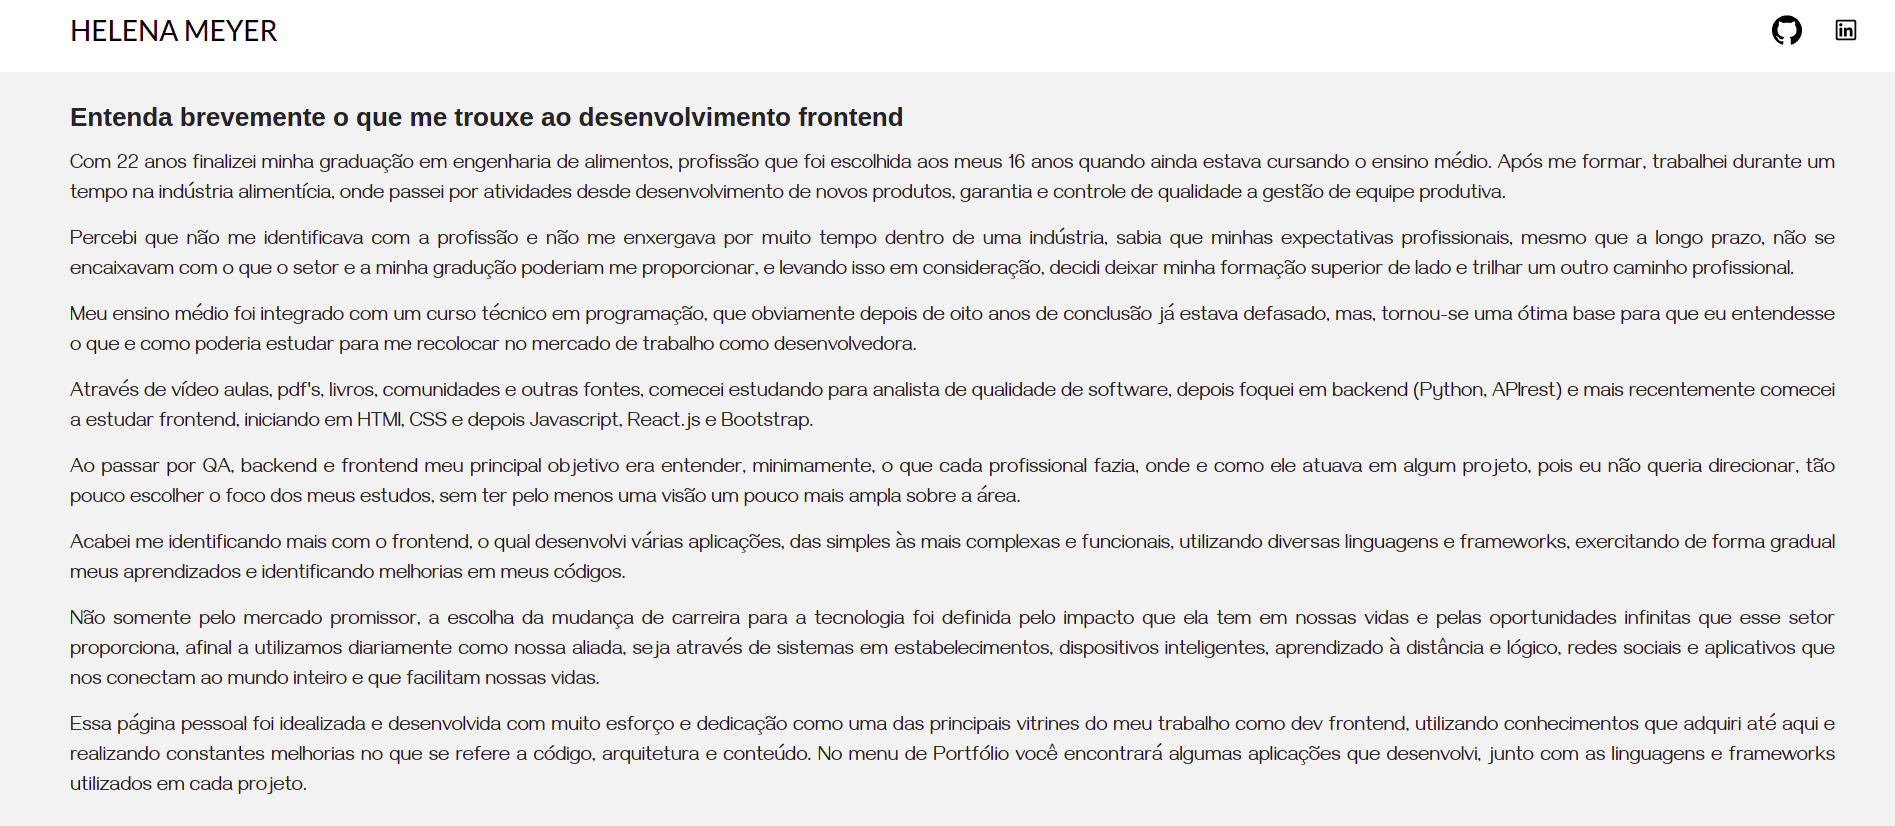 HELENA MEYER
Entenda brevemente o que me trouxe ao desenvolvimento frontend
Com 22 anos finalizei minha graduação em engenharia de alimentos, profissão que foi escolhida aos meus 16 anos quando ainda estava cursando o ensino médio. Após me formar, trabalhei durante um
tempo na indústria alimentícia, onde passei por atividades desde desenvolvimento de novos produtos, garantia e controle de qualidade a gestão de equipe produtiva.
Percebi que não me identificava com a profissão e não me enxergava por muito tempo dentro de uma indústria, sabia que minhas expectativas profissionais, mesmo que a longo prazo, não se
encaixavam com o que o setor e a minha gradução poderiam me proporcionar, e levando isso em consideração, decidi deixar minha formação superior de lado e trilhar um outro caminho profissional.
Meu ensino médio foi integrado com um curso técnico em programação, que obviamente depois de oito anos de conclusão já estava defasado, mas, tornou-se uma ótima base para que eu entendesse
o que e como poderia estudar para me recolocar no mercado de trabalho como desenvolvedora.
Através de vídeo aulas, pdf's, livros, comunidades e outras fontes, comecei estudando para analista de qualidade de software, depois foquei em backend (Python, APIrest) e mais recentemente comecei
a estudar frontend, iniciando em HTMl, CSS e depois Javascript, React.js e Bootstrap.
Ao passar por QA, backend e frontend meu principal objetivo era entender, minimamente, o que cada profissional fazia, onde e como ele atuava em algum projeto, pois eu não queria direcionar, tão
pouco escolher o foco dos meus estudos, sem ter pelo menos uma visão um pouco mais ampla sobre a área.
Acabei me identificando mais com o frontend, o qual desenvolvi várias aplicações, das simples às mais complexas e funcionais, utilizando diversas linguagens e frameworks, exercitando de forma gradual
meus aprendizados e identificando melhorias em meus códigos.
Não somente pelo mercado promissor, a escolha da mudança de carreira para a tecnologia foi definida pelo impacto que ela tem em nossas vidas e pelas oportunidades infinitas que esse setor
proporciona, afinal a utilizamos diariamente como nossa aliada, seja através de sistemas em estabelecimentos, dispositivos inteligentes, aprendizado à distância e lógico, redes sociais e aplicativos que
nos conectam ao mundo inteiro e que facilitam nossas vidas.
Essa página pessoal foi idealizada e desenvolvida com muito esforço e dedicação como uma das principais vitrines do meu trabalho como dev frontend, utilizando conhecimentos que adquiri até aqui e
realizando constantes melhorias no que se refere a código, arquitetura e conteúdo. No menu de Portfólio você encontrará algumas aplicações que desenvolvi, junto com as linguagens e frameworks
utilizados em cada projeto.